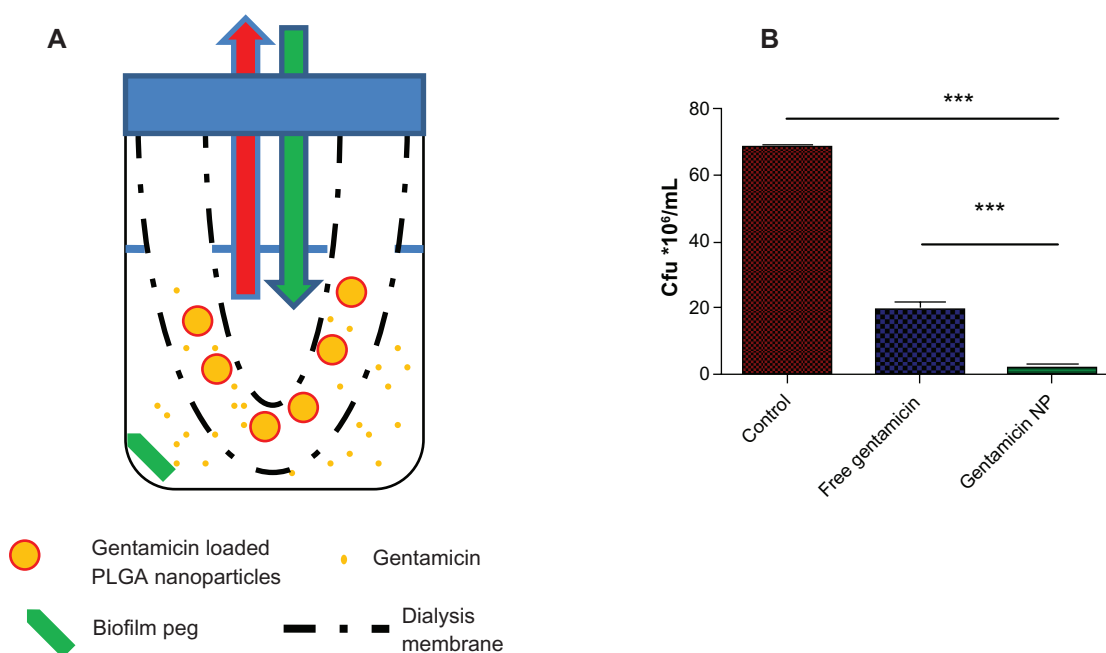 A
Gentamicin loaded
PLGA nanoparticles
Gentamicin
Biofilm peg
Dialysis
membrane
B
Cfu *10⁶/mL
80
60
40
20
0
***
***
Control
Free gentamicin
Gentamicin NP